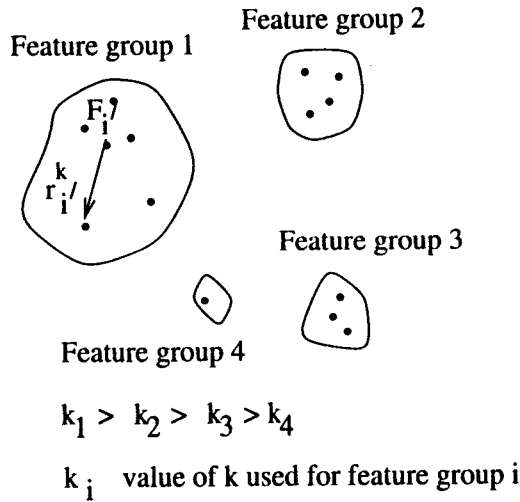 Feature group 1
Feature group 2
F_i'
r_i'^k
Feature group 3
Feature group 4
k_1 > k_2 > k_3 > k_4
k_i value of k used for feature group i